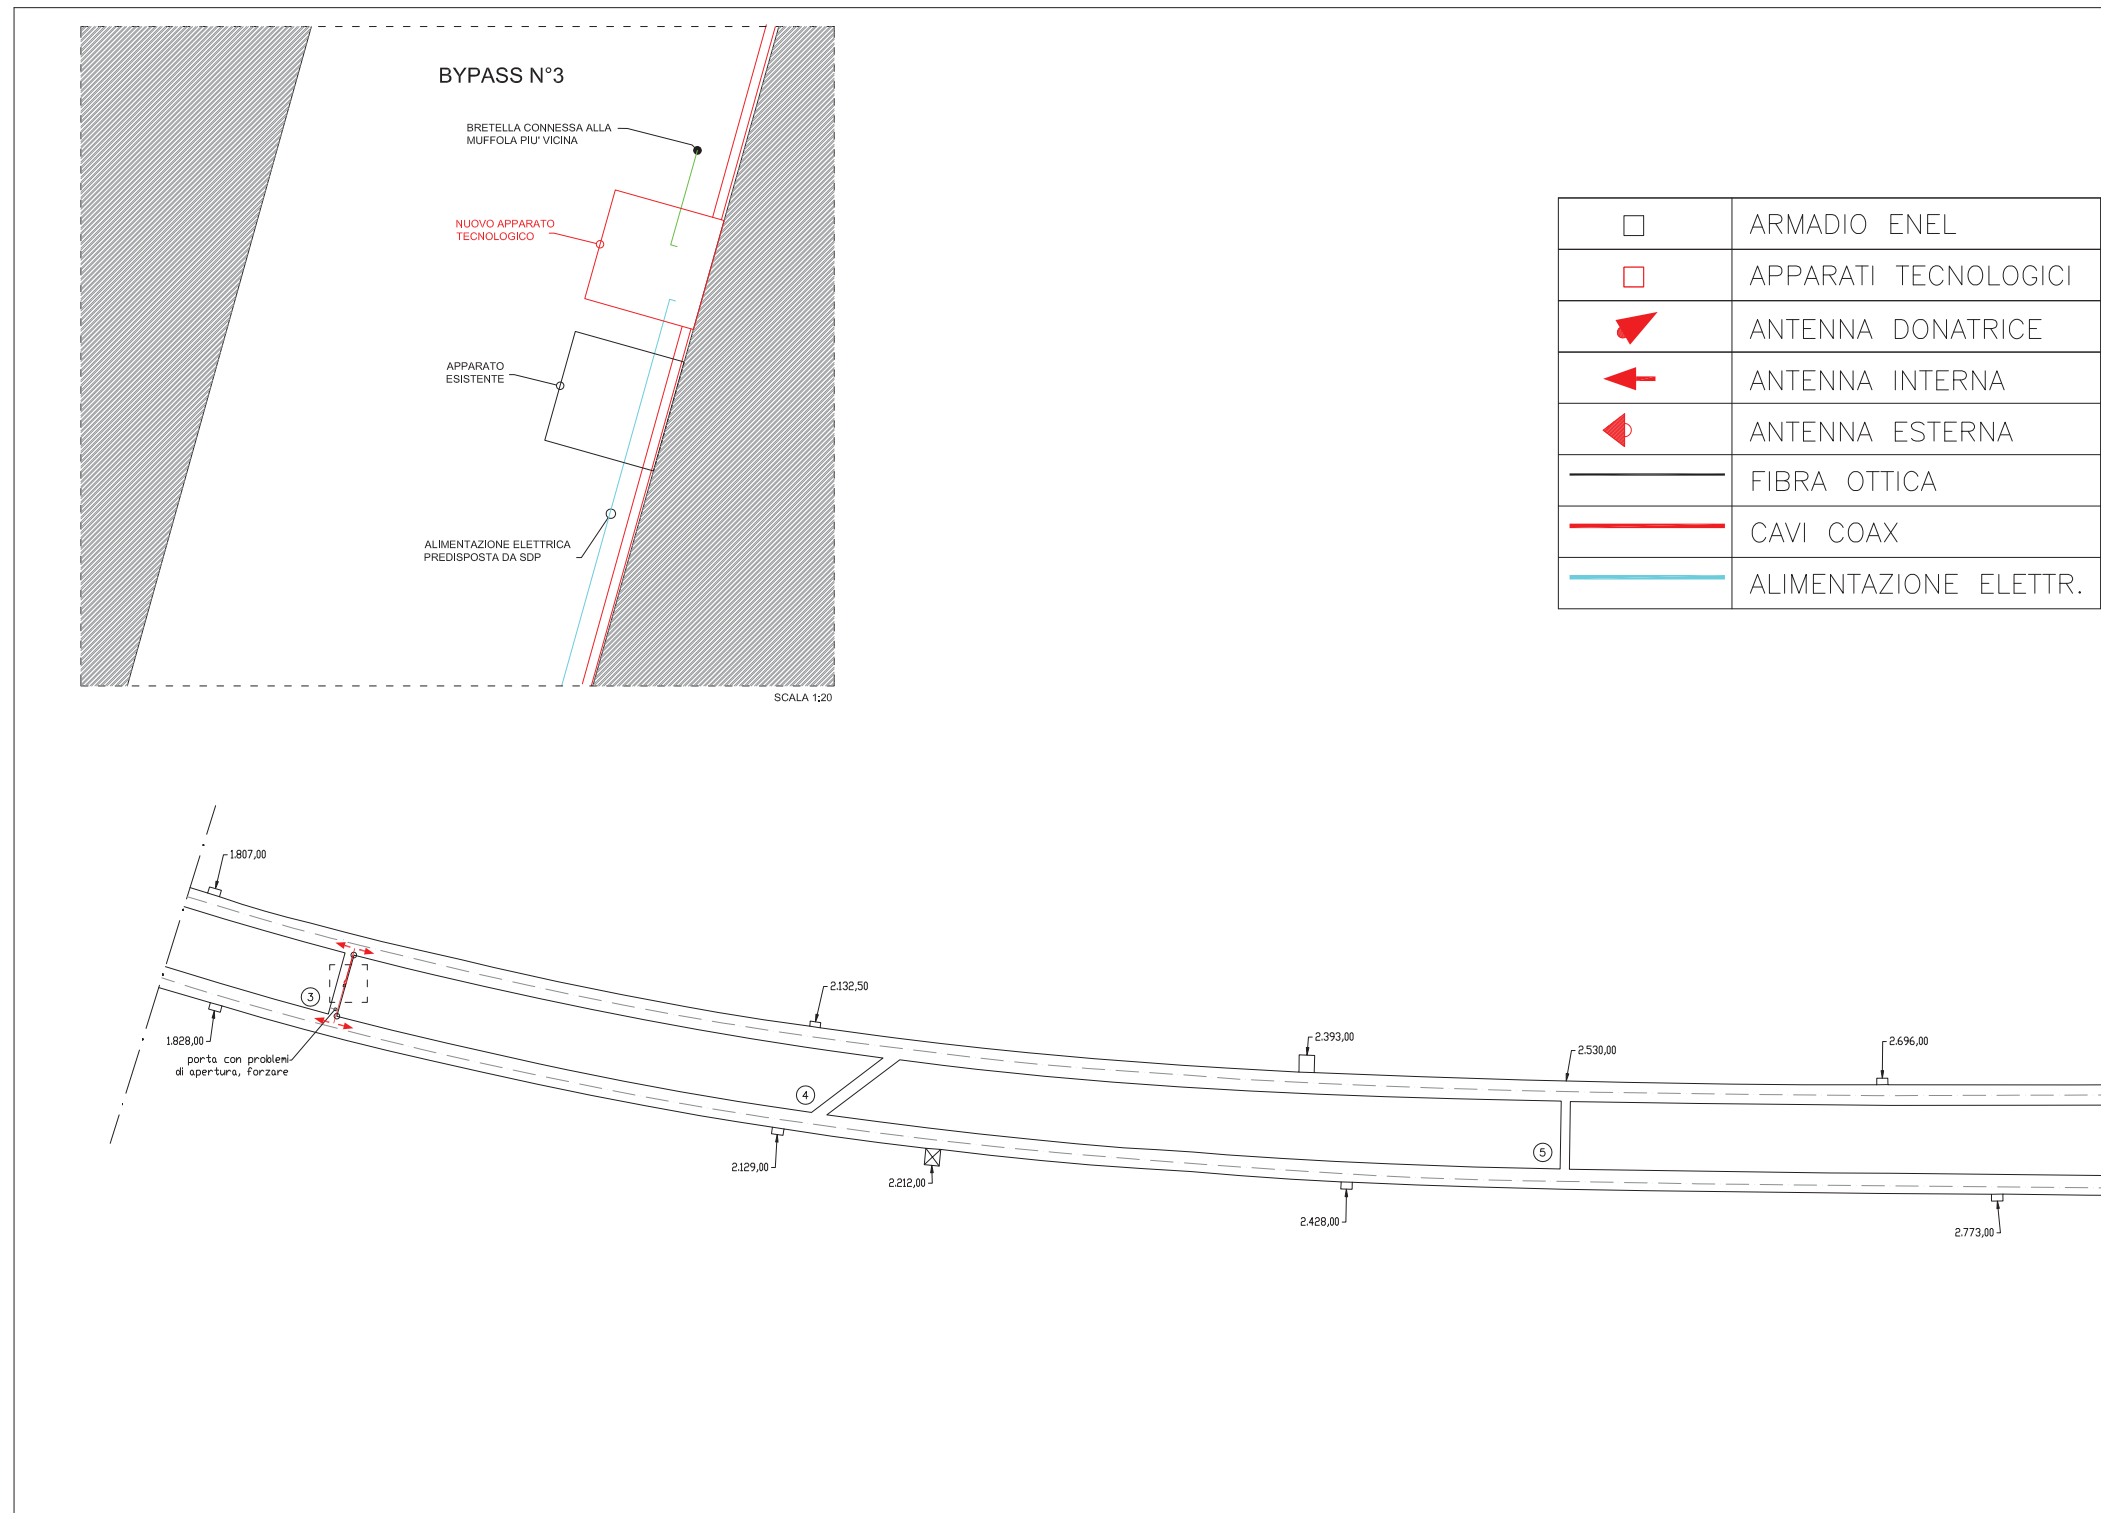 BYPASS N°3
BRETELLA CONNESSA ALLA
MUFFOLA PIU' VICINA
NUOVO APPARATO
TECNOLOGICO
APPARATO
ESISTENTE
ALIMENTAZIONE ELETTRICA
PREDISPOSTA DA SDP
SCALA 1:20
ARMADIO ENEL
APPARATI TECNOLOGICI
ANTENNA DONATRICE
ANTENNA INTERNA
ANTENNA ESTERNA
FIBRA OTTICA
CAVI COAX
ALIMENTAZIONE ELETTR.
1.807,00
3
1.828,00
porta con problemi
di apertura, forzare
2.132,50
4
2.129,00
2.212,00
2.393,00
2.530,00
5
2.428,00
2.696,00
2.773,00